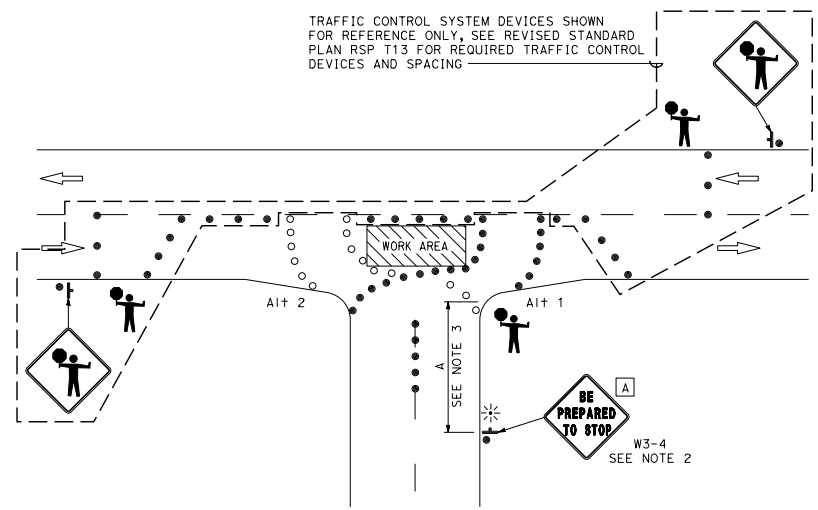 TRAFFIC CONTROL SYSTEM DEVICES SHOWN
FOR REFERENCE ONLY, SEE REVISED STANDARD
PLAN RSP T13 FOR REQUIRED TRAFFIC CONTROL
DEVICES AND SPACING
WORK AREA
Alt 2
Alt 1
A
SEE NOTE 3
A
BE
PREPARED
TO STOP
W3-4
SEE NOTE 2